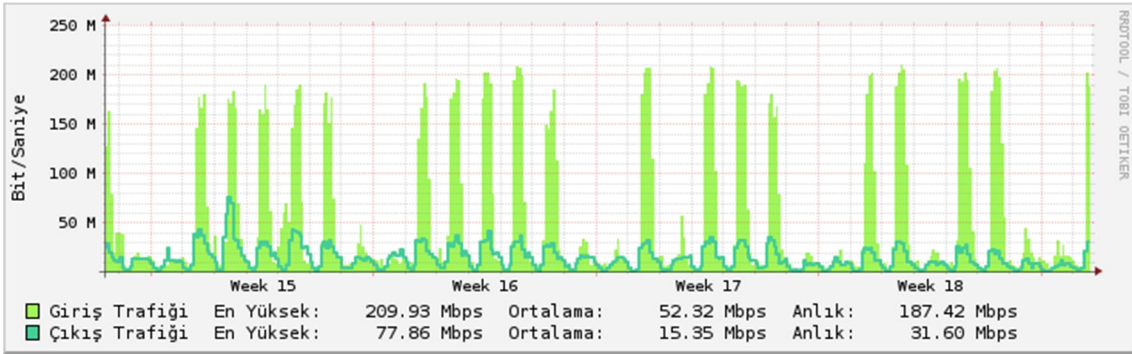 250 M
200 M
150 M
100 M
50 M
Bit/Saniye
RRDTOOL / TOBI OETIKER
Week 15 Week 16 Week 17 Week 18
Giriş Trafiği En Yüksek: 209.93 Mbps Ortalama: 52.32 Mbps Anlık: 187.42 Mbps
Çıkış Trafiği En Yüksek: 77.86 Mbps Ortalama: 15.35 Mbps Anlık: 31.60 Mbps